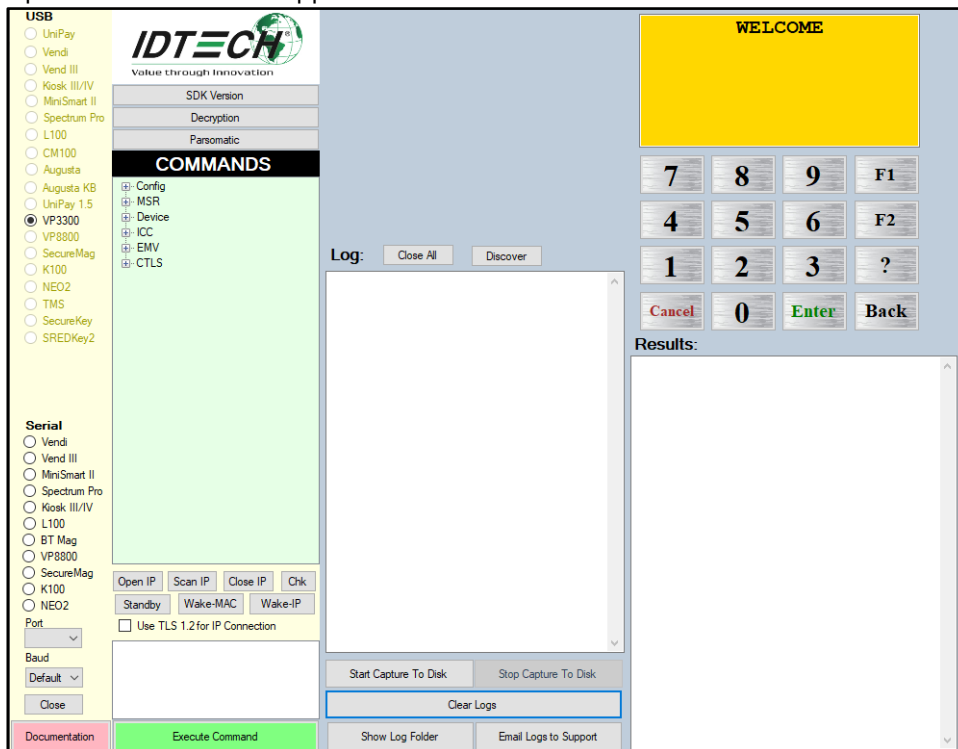 USB
UniPay
Vendi
Vend III
Kiosk III/IV
MiniSmart II
Spectrum Pro
L100
CM100
Augusta
Augusta KB
UniPay 1.5
VP3300
VP8800
SecureMag
K100
NEO2
TMS
SecureKey
SREDKey2
Serial
Vendi
Vend III
MiniSmart II
Spectrum Pro
Kiosk III/IV
L100
BT Mag
VP8800
SecureMag
K100
NEO2
Port
Baud
Default
Close
Documentation
IDTECH®
Value through Innovation
SDK Version
Decryption
Parsomatic
COMMANDS
Config
MSR
Device
ICC
EMV
CTLS
Open IP Scan IP Close IP Chk
Standby Wake-MAC Wake-IP
Use TLS 1.2 for IP Connection
Execute Command
Log: Close All Discover
Start Capture To Disk Stop Capture To Disk
Clear Logs
Show Log Folder Email Logs to Support
WELCOME
7 8 9 F1
4 5 6 F2
1 2 3 ?
Cancel 0 Enter Back
Results: